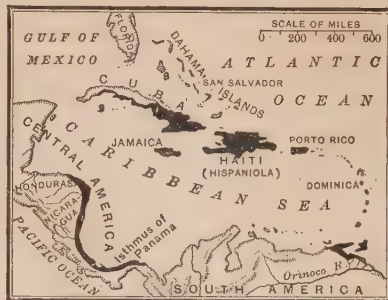 SCALE OF MILES
0 200 400 600
GULF OF
MEXICO
FLORIDA
BAHAMA
ISLANDS
ATLANTIC
OCEAN
SAN SALVADOR
CUBA
JAMAICA
HAITI
(HISPANIOLA)
PORTO RICO
DOMINICA
CARIBBEAN SEA
CENTRAL AMERICA
HONDURAS
NICARAGUA
Isthmus of
Panama
PACIFIC OCEAN
Orinoco R.
SOUTH AMERICA